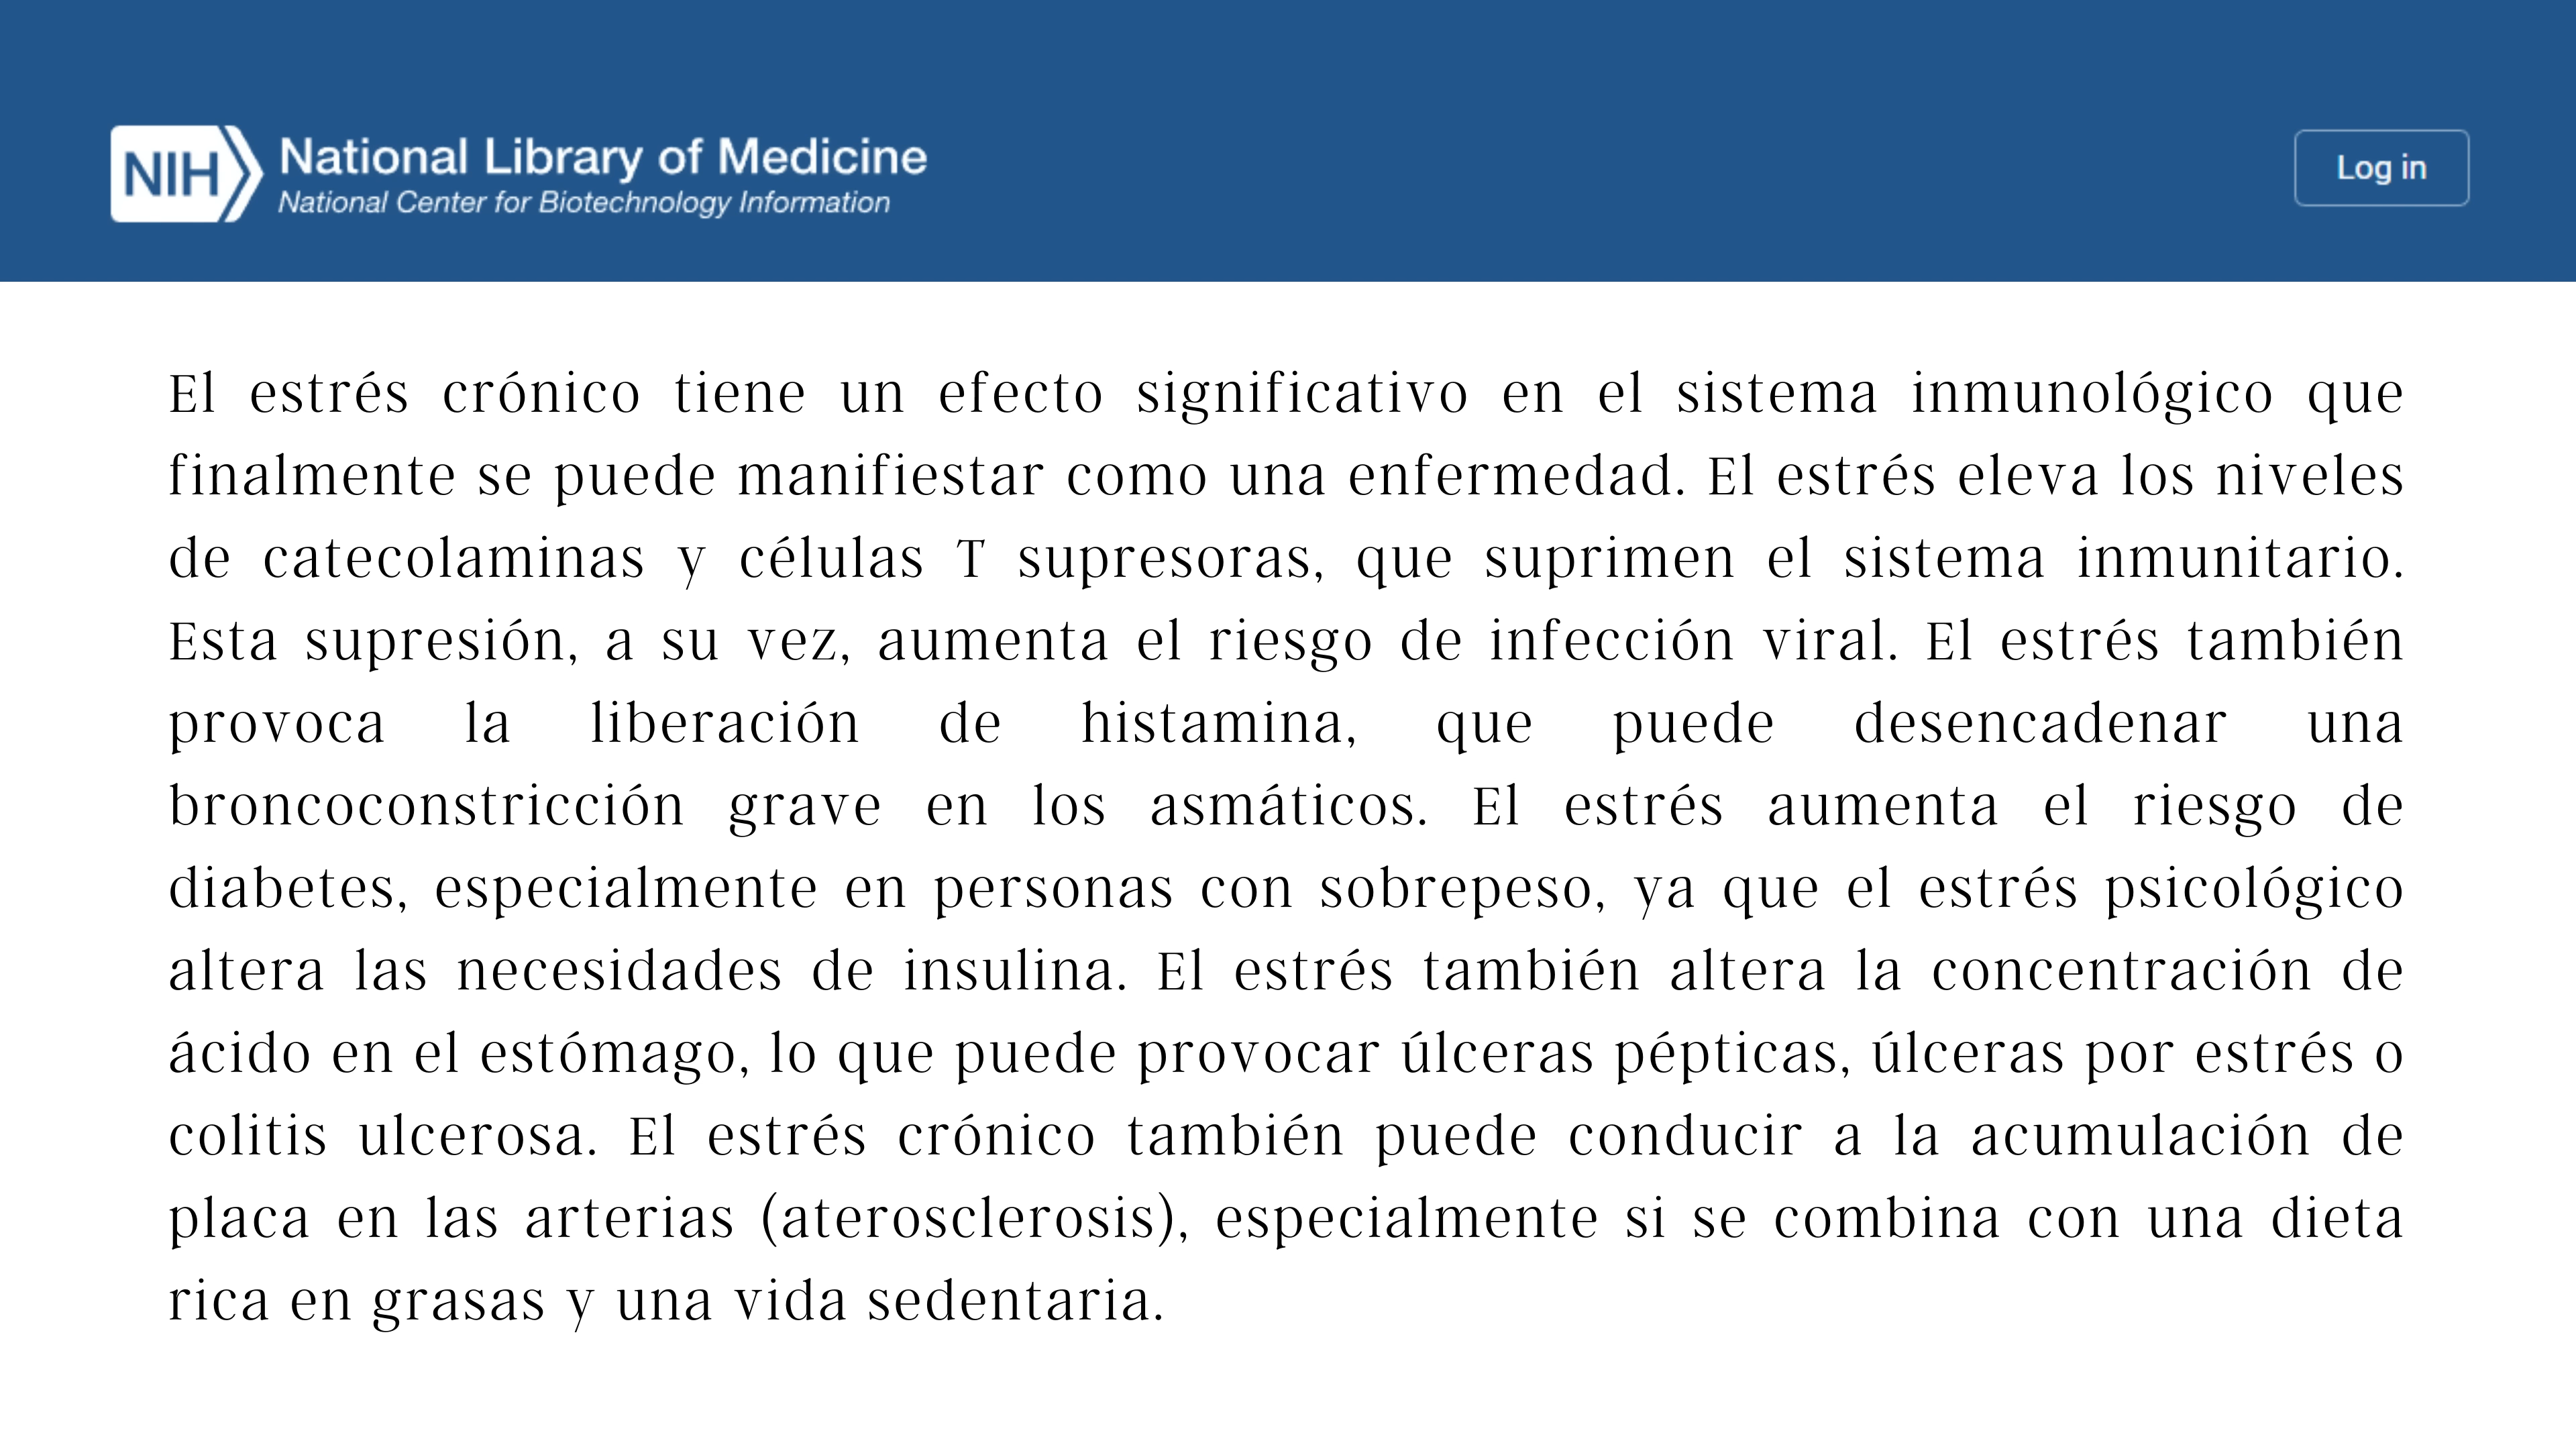 NIH National Library of Medicine
National Center for Biotechnology Information
Log in
El estrés crónico tiene un efecto significativo en el sistema inmunológico que
finalmente se puede manifiestar como una enfermedad. El estrés eleva los niveles
de catecolaminas y células T supresoras, que suprimen el sistema inmunitario.
Esta supresión, a su vez, aumenta el riesgo de infección viral. El estrés también
provoca la liberación de histamina, que puede desencadenar una
broncoconstricción grave en los asmáticos. El estrés aumenta el riesgo de
diabetes, especialmente en personas con sobrepeso, ya que el estrés psicológico
altera las necesidades de insulina. El estrés también altera la concentración de
ácido en el estómago, lo que puede provocar úlceras pépticas, úlceras por estrés o
colitis ulcerosa. El estrés crónico también puede conducir a la acumulación de
placa en las arterias (aterosclerosis), especialmente si se combina con una dieta
rica en grasas y una vida sedentaria.